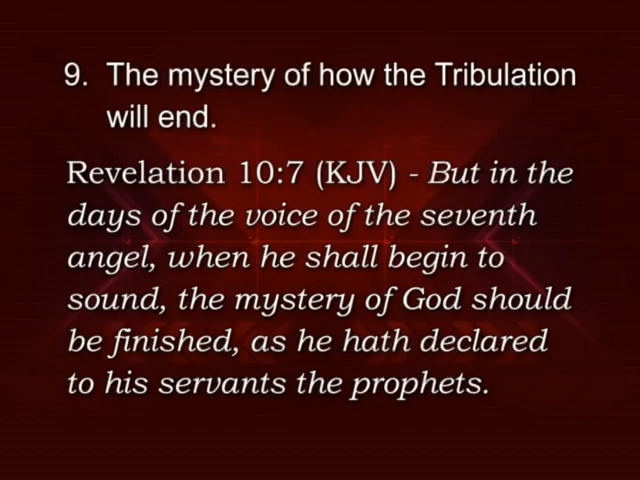 9. The mystery of how the Tribulation
will end.
Revelation 10:7 (KJV) - But in the
days of the voice of the seventh
angel, when he shall begin to
sound, the mystery of God should
be finished, as he hath declared
to his servants the prophets.